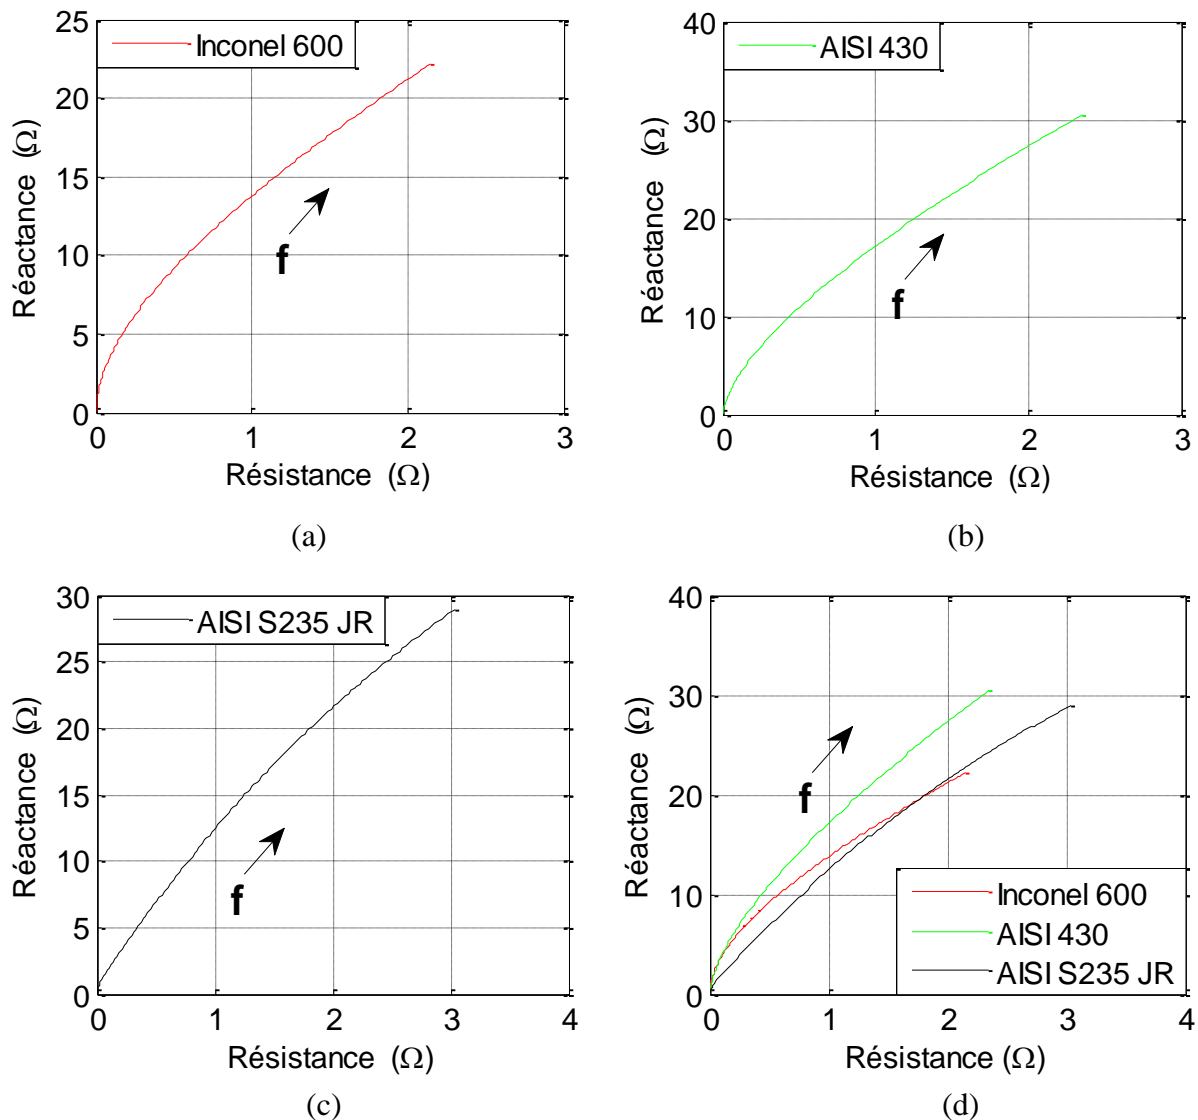 25
20
15
10
5
0
Réactance (Ω)
Inconel 600
f
0 1 2 3
Résistance (Ω)
(a)
40
30
20
10
0
Réactance (Ω)
AISI 430
f
0 1 2 3
Résistance (Ω)
(b)
30
25
20
15
10
5
0
Réactance (Ω)
AISI S235 JR
f
0 1 2 3 4
Résistance (Ω)
(c)
40
30
20
10
0
Réactance (Ω)
f
Inconel 600
AISI 430
AISI S235 JR
0 1 2 3 4
Résistance (Ω)
(d)